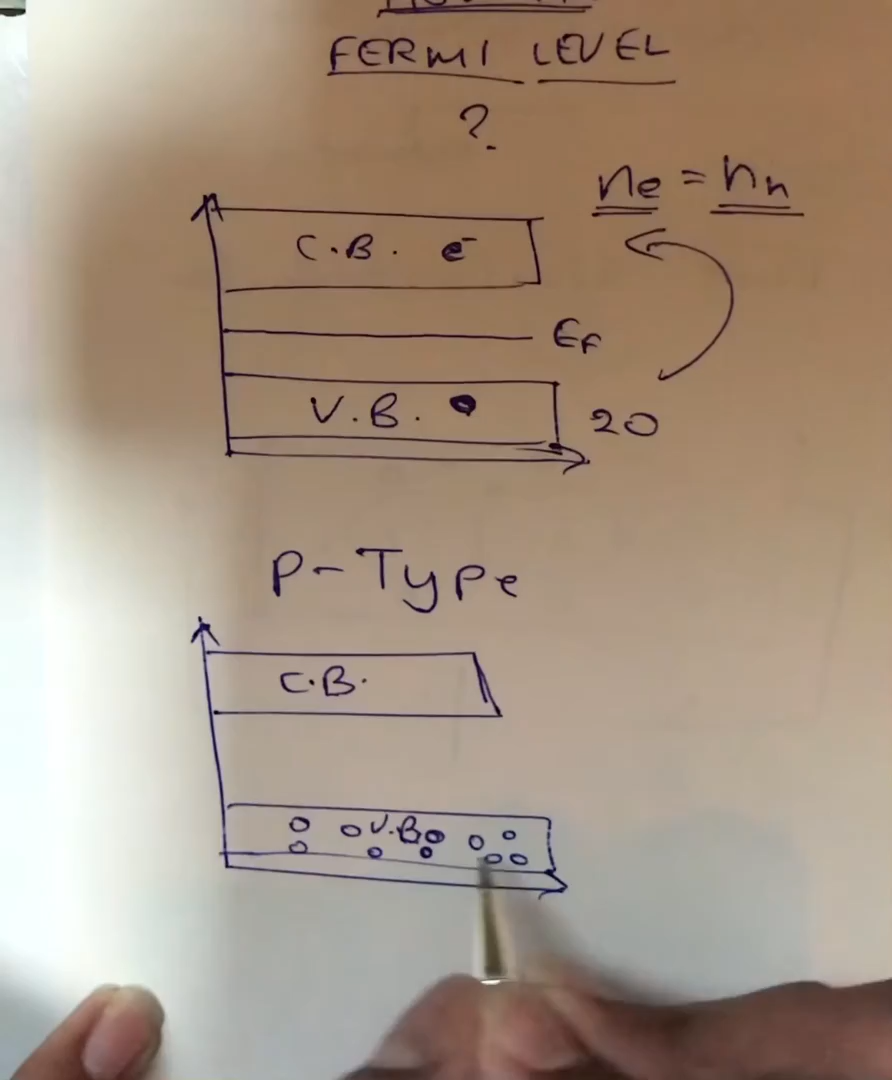 FERMI LEVEL
?
ne = nh
C.B. e-
EF
V.B.
20
P-Type
C.B.
V.B